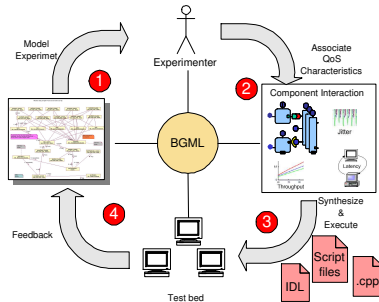 Model
Experimet
1
Experimenter
2
Associate
QoS
Characteristics
Component Interaction
Jitter
Latency
Throughput
BGML
Synthesize
&
Execute
3
4
Feedback
Test bed
IDL
Script
files
.cpp